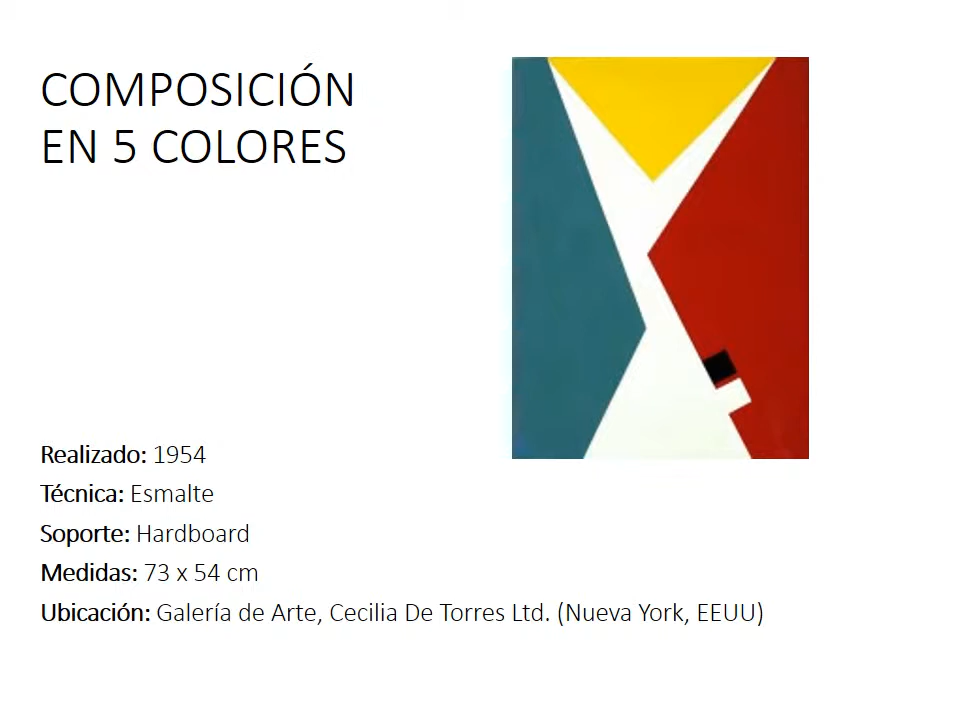 COMPOSICIÓN
EN 5 COLORES
Realizado: 1954
Técnica: Esmalte
Soporte: Hardboard
Medidas: 73 x 54 cm
Ubicación: Galería de Arte, Cecilia De Torres Ltd. (Nueva York, EEUU)